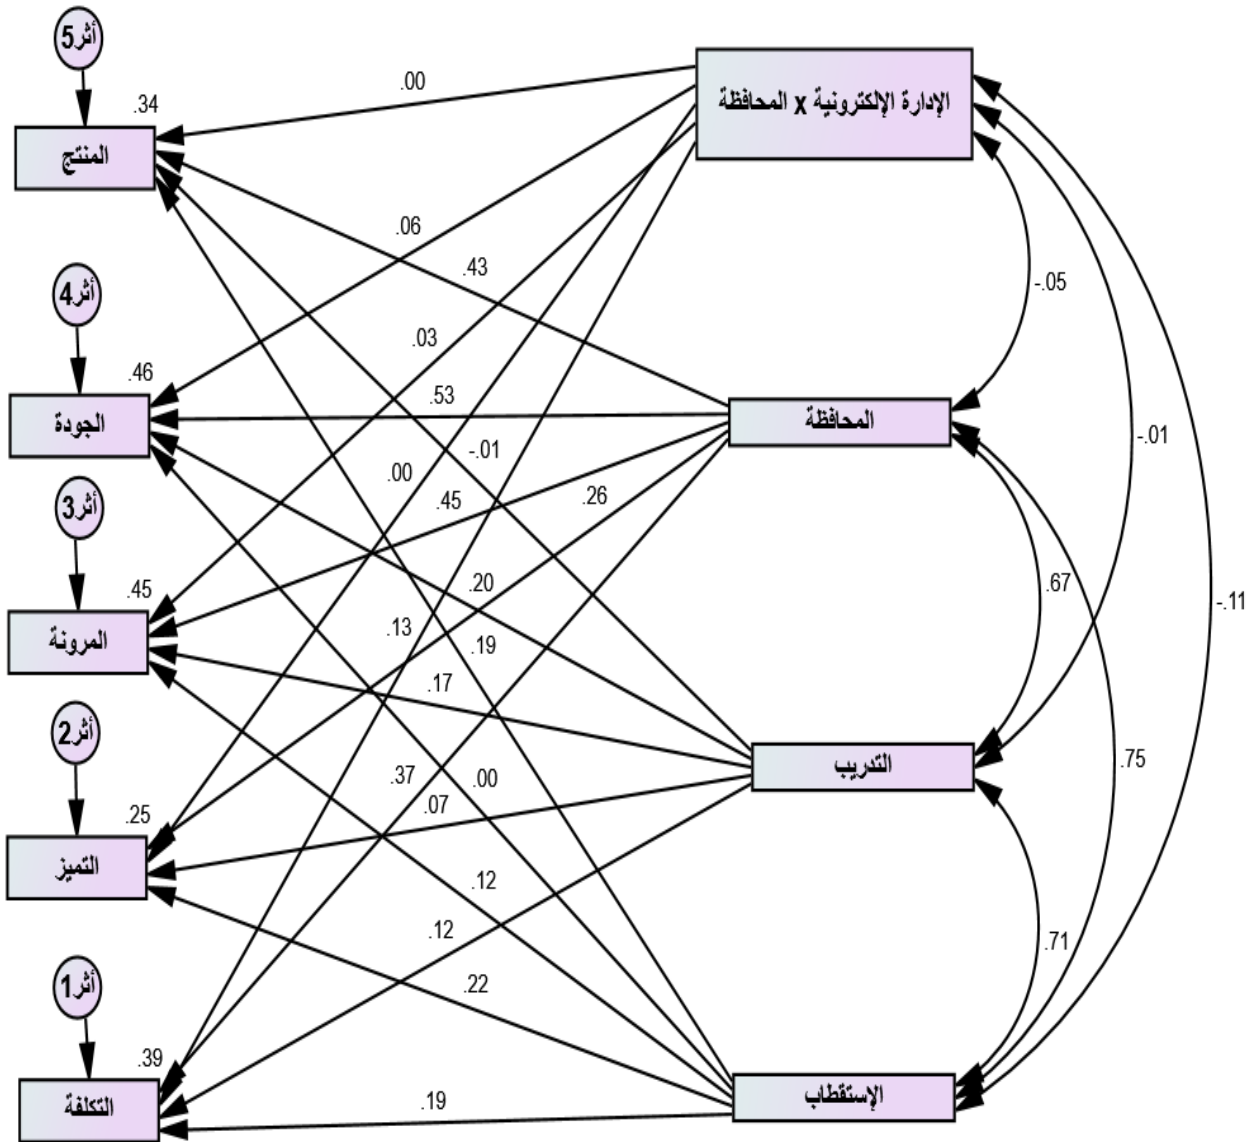 أثر5
.34
.00
المنتج
الإدارة الإلكترونية x المحافظة
.06
.43
-.05
أثر4
.46
.03
.53
الجودة
المحافظة
-.01
-.01
.00
.45
.26
أثر3
.45
.20
.67
-.11
المرونة
.13
.19
.17
أثر2
.25
.37
.00
.07
التدريب
.75
التميز
.12
.12
.71
.22
أثر1
.39
.19
التكلفة
الإستقطاب